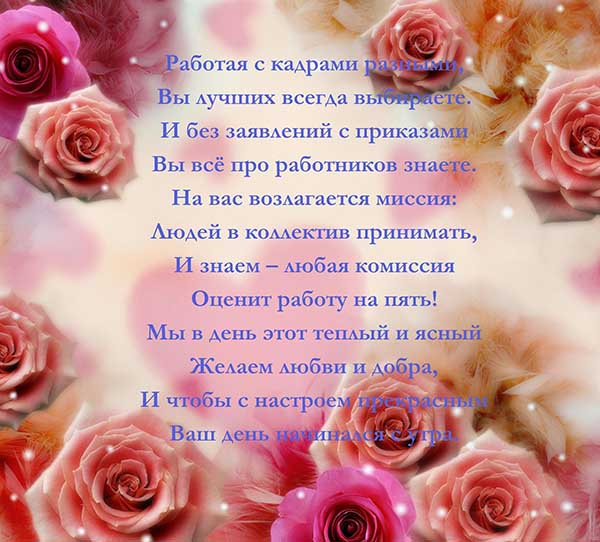 Работая с кадрами разными,
Вы лучших всегда выбираете.
И без заявлений с приказами
Вы всё про работников знаете.
На вас возлагается миссия:
Людей в коллектив принимать,
И знаем – любая комиссия
Оценит работу на пять!
Мы в день этот теплый и ясный
Желаем любви и добра,
И чтобы с настроем прекрасным
Ваш день начинался с утра.